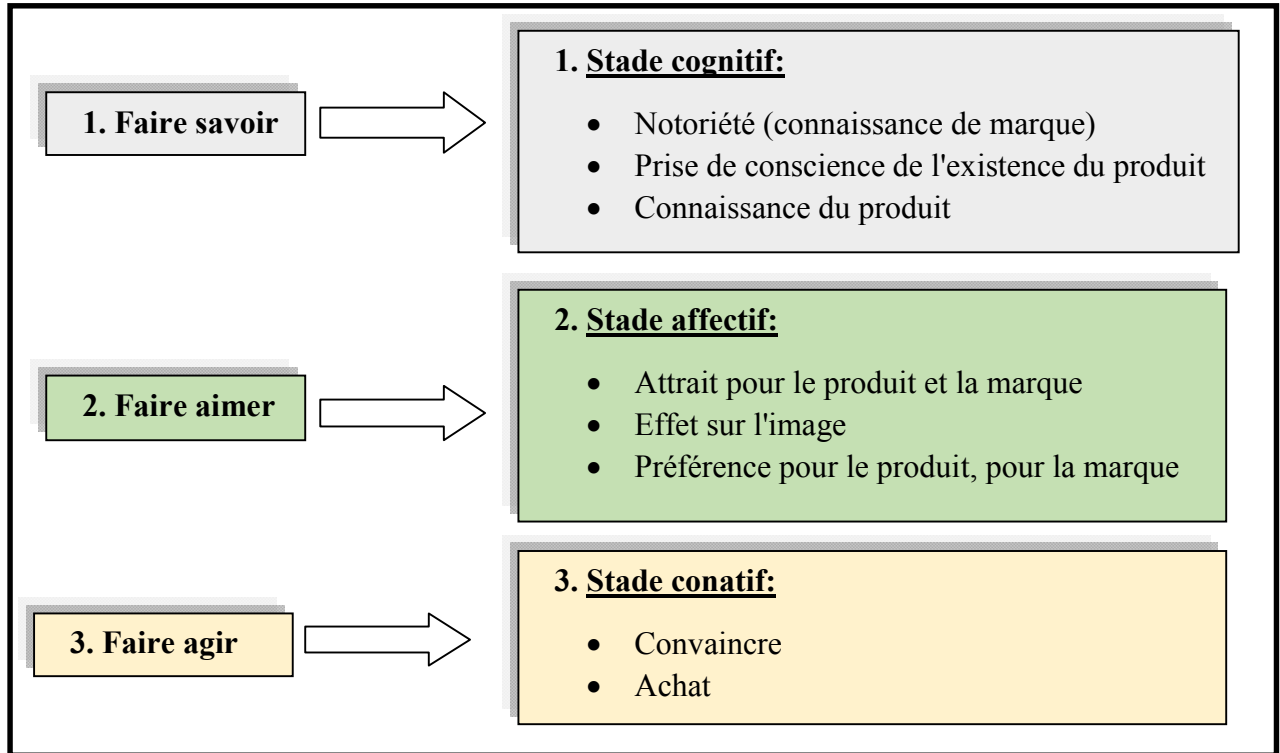 1. Faire savoir
1. Stade cognitif:
• Notoriété (connaissance de marque)
• Prise de conscience de l'existence du produit
• Connaissance du produit
2. Faire aimer
2. Stade affectif:
• Attrait pour le produit et la marque
• Effet sur l'image
• Préférence pour le produit, pour la marque
3. Faire agir
3. Stade conatif:
• Convaincre
• Achat